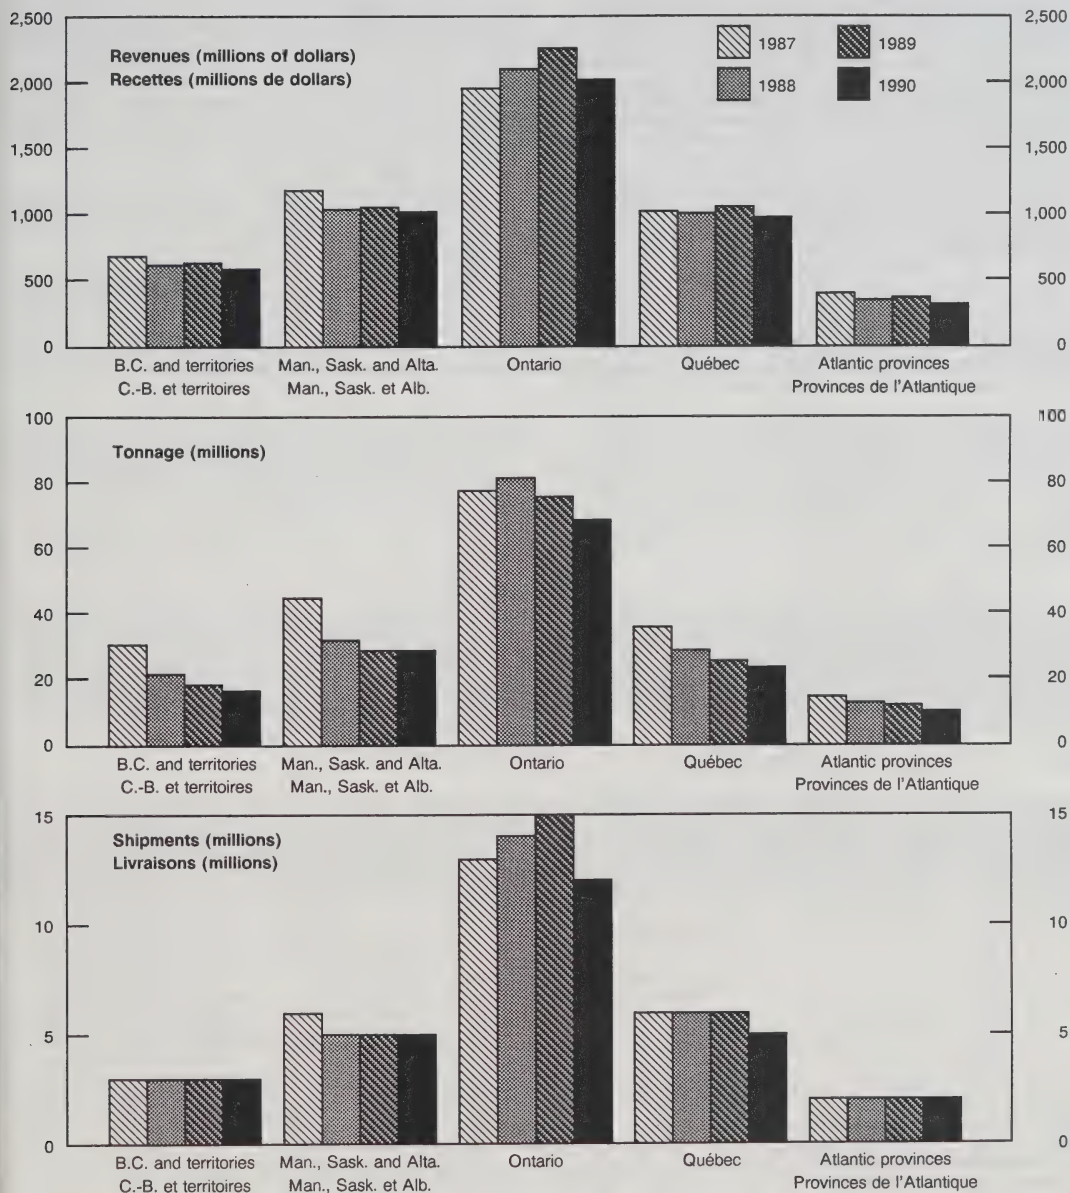 2,500
2,000
1,500
1,000
500
0
Revenues (millions of dollars)
Recettes (millions de dollars)
1987
1988
1989
1990
2,500
2,000
1,500
1,000
500
0
B.C. and territories
C.-B. et territoires
Man., Sask. and Alta.
Man., Sask. et Alb.
Ontario
Québec
Atlantic provinces
Provinces de l'Atlantique
100
80
60
40
20
0
Tonnage (millions)
100
80
60
40
20
0
B.C. and territories
C.-B. et territoires
Man., Sask. and Alta.
Man., Sask. et Alb.
Ontario
Québec
Atlantic provinces
Provinces de l'Atlantique
15
10
5
0
Shipments (millions)
Livraisons (millions)
15
10
5
0
B.C. and territories
C.-B. et territoires
Man., Sask. and Alta.
Man., Sask. et Alb.
Ontario
Québec
Atlantic provinces
Provinces de l'Atlantique